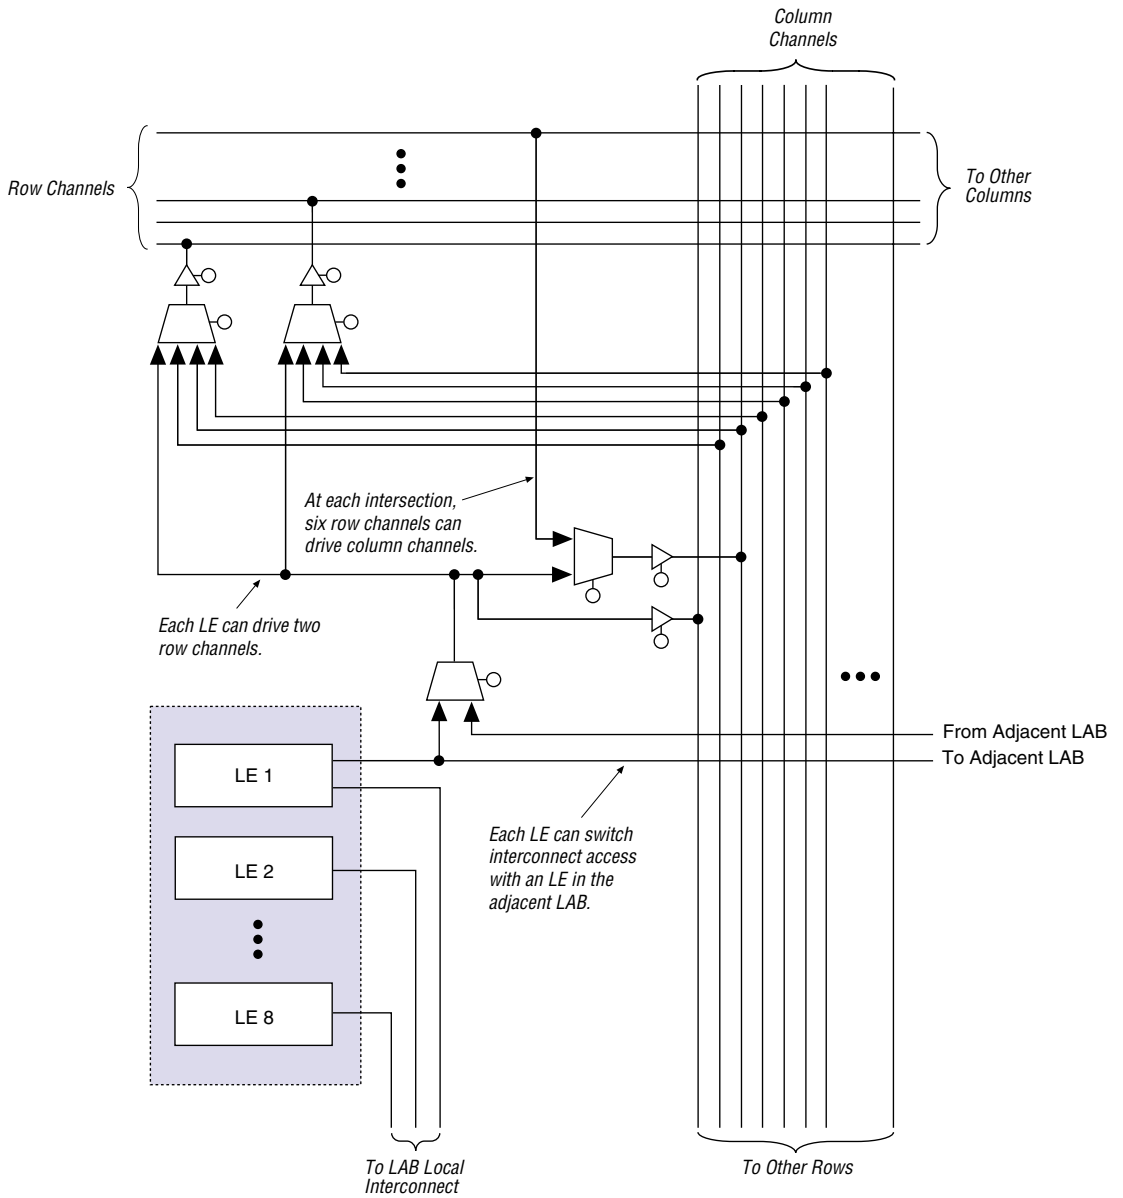 Column
Channels
Row Channels
To Other
Columns
At each intersection,
six row channels can
drive column channels.
Each LE can drive two
row channels.
From Adjacent LAB
To Adjacent LAB
LE 1
Each LE can switch
interconnect access
with an LE in the
adjacent LAB.
LE 2
LE 8
To LAB Local
Interconnect
To Other Rows